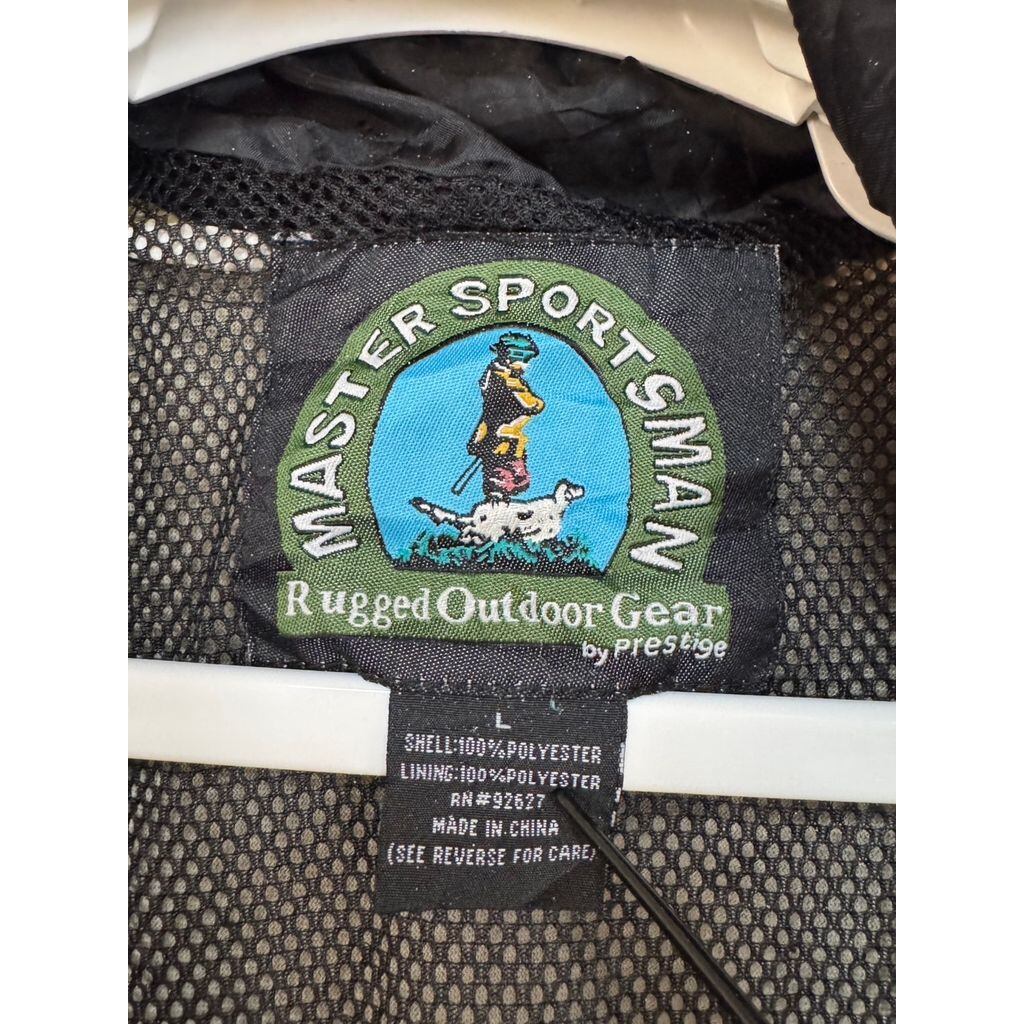 MASTER SPORTSMAN
Rugged Outdoor Gear
by Prestige
L
SHELL:100%POLYESTER
LINING:100%POLYESTER
RN#92627
MADE IN CHINA
(SEE REVERSE FOR CARE)